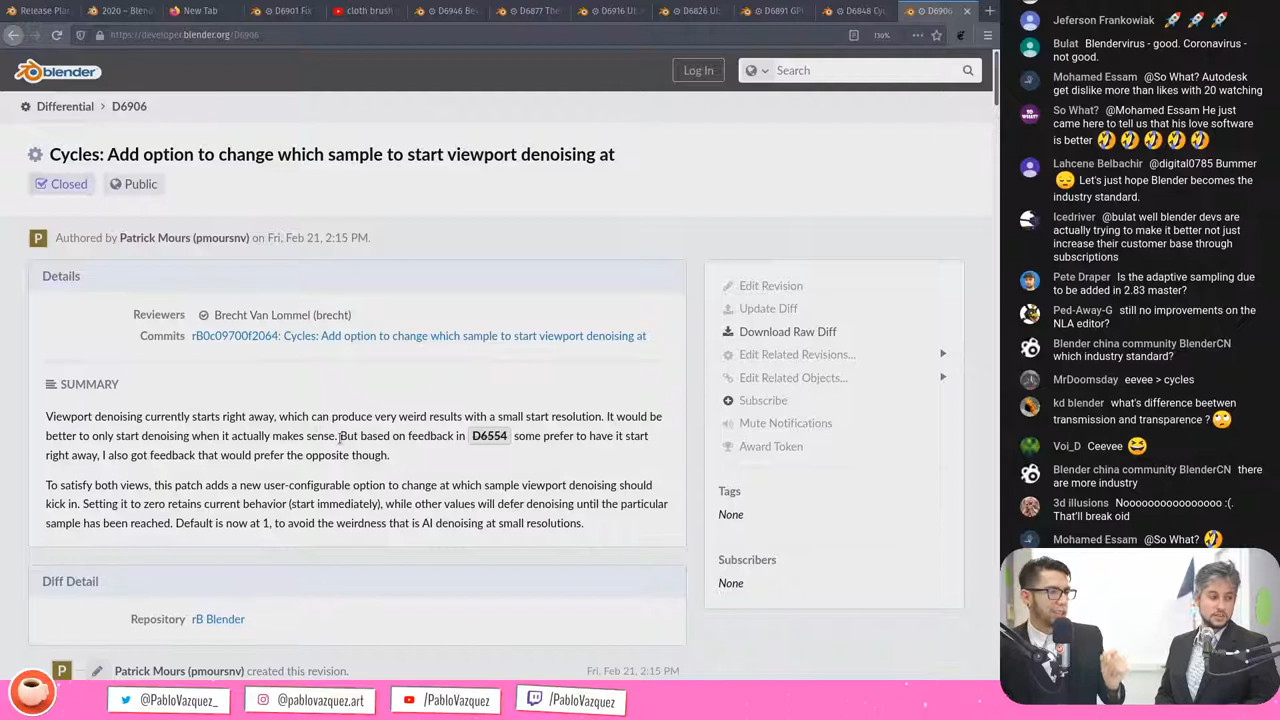 Release Plan
2020 – Blen
New Tab
D6901 Fix
cloth brush
D6946 Bev
D6877 The
D6916 UI
D6826 Ub
D6891 GP
D6848 Cy
D6906
https://developer.blender.org/D6906
130%
blender
Log In
Search
Differential > D6906
Cycles: Add option to change which sample to start viewport denoising at
Closed
Public
P Authored by Patrick Mours (pmoursnv) on Fri, Feb 21, 2:15 PM.
Details
Reviewers Brecht Van Lommel (brecht)
Commits rB0c09700f2064: Cycles: Add option to change which sample to start viewport denoising at
SUMMARY
Viewport denoising currently starts right away, which can produce very weird results with a small start resolution. It would be
better to only start denoising when it actually makes sense. But based on feedback in D6554 some prefer to have it start
right away, I also got feedback that would prefer the opposite though.
To satisfy both views, this patch adds a new user-configurable option to change at which sample viewport denoising should
kick in. Setting it to zero retains current behavior (start immediately), while other values will defer denoising until the particular
sample has been reached. Default is now at 1, to avoid the weirdness that is AI denoising at small resolutions.
Diff Detail
Repository rB Blender
P Patrick Mours (pmoursnv) created this revision. Fri, Feb 21, 2:15 PM
Edit Revision
Update Diff
Download Raw Diff
Edit Related Revisions...
Edit Related Objects...
Subscribe
Mute Notifications
Award Token
Tags
None
Subscribers
None
Jeferson Frankowiak 🚀 🚀 🚀
Bulat Blendervirus - good. Coronavirus -
not good.
Mohamed Essam @So What? Autodesk
get dislike more than likes with 20 watching
So What? @Mohamed Essam He just
came here to tell us that his love software
is better 🤣 🤣 🤣 🤣 🤣
Lahcene Belbachir @digital0785 Bummer
😔 Let's just hope Blender becomes the
industry standard.
Icedriver @bulat well blender devs are
actually trying to make it better not just
increase their customer base through
subscriptions
Pete Draper Is the adaptive sampling due
to be added in 2.83 master?
Ped-Away-G still no improvements on the
NLA editor?
Blender china community BlenderCN
which industry standard?
MrDoomsday eevee > cycles
kd blender what's difference beetwen
transmission and transparence ? 🙄
Voi_D Ceevee 😆
Blender china community BlenderCN there
are more industry
3d illusions Nooooooooooooooo :(.
That'll break oid
Mohamed Essam @So What? 🤣
@PabloVazquez_
@pablovazquez.art
/PabloVazquez
/PabloVazquez